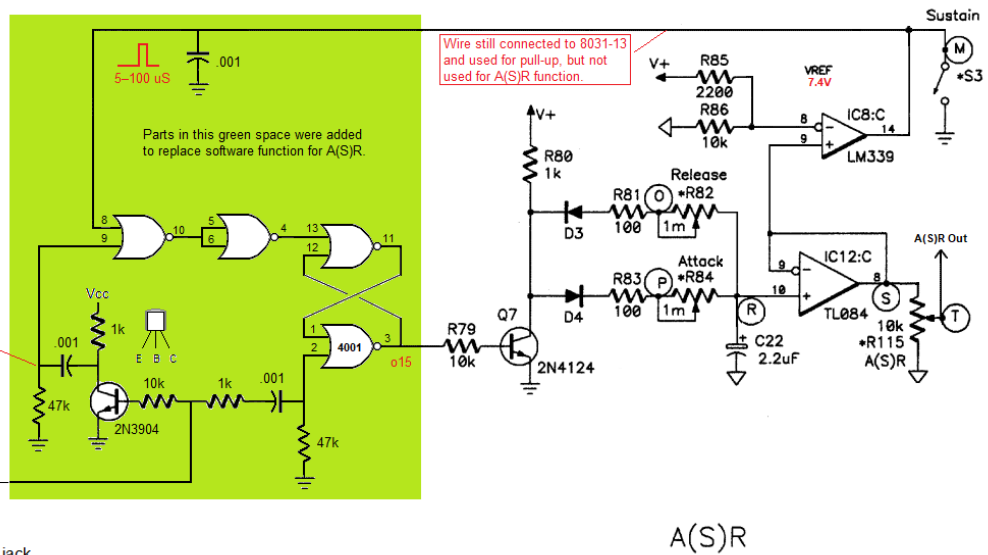 Sustain
M
*S3
5–100 uS
.001
Wire still connected to 8031-13
and used for pull-up, but not
used for A(S)R function.
V+
R85
2200
R86
10k
VREF
7.4V
8
9
14
IC8:C
LM339
Parts in this green space were added
to replace software function for A(S)R.
V+
R80
1k
Release
R81
O
*R82
100
1m
D3
Attack
R83
P
*R84
100
1m
D4
R
8
9
10
5
6
4
13
12
11
1
2
3
4001
o15
R79
10k
Q7
2N4124
+
C22
2.2uF
IC12:C
9
10
8
TL084
S
A(S)R Out
T
10k
*R115
A(S)R
Vcc
1k
.001
47k
E B C
10k
1k
.001
2N3904
47k
A(S)R
jack